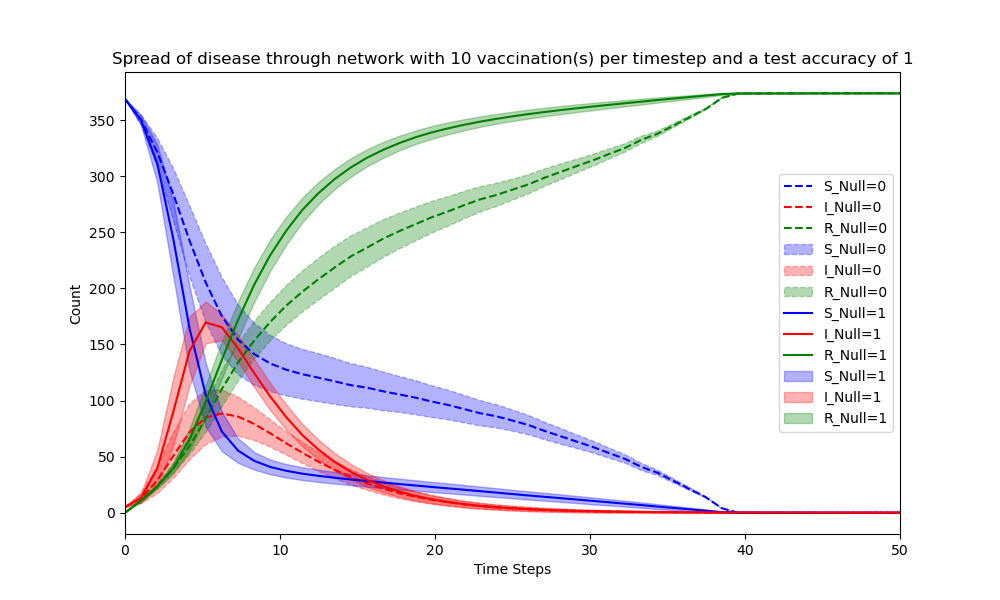 Spread of disease through network with 10 vaccination(s) per timestep and a test accuracy of 1
Count
350
300
250
200
150
100
50
0
S_Null=0
I_Null=0
R_Null=0
S_Null=0
I_Null=0
R_Null=0
S_Null=1
I_Null=1
R_Null=1
S_Null=1
I_Null=1
R_Null=1
0 10 20 30 40 50
Time Steps